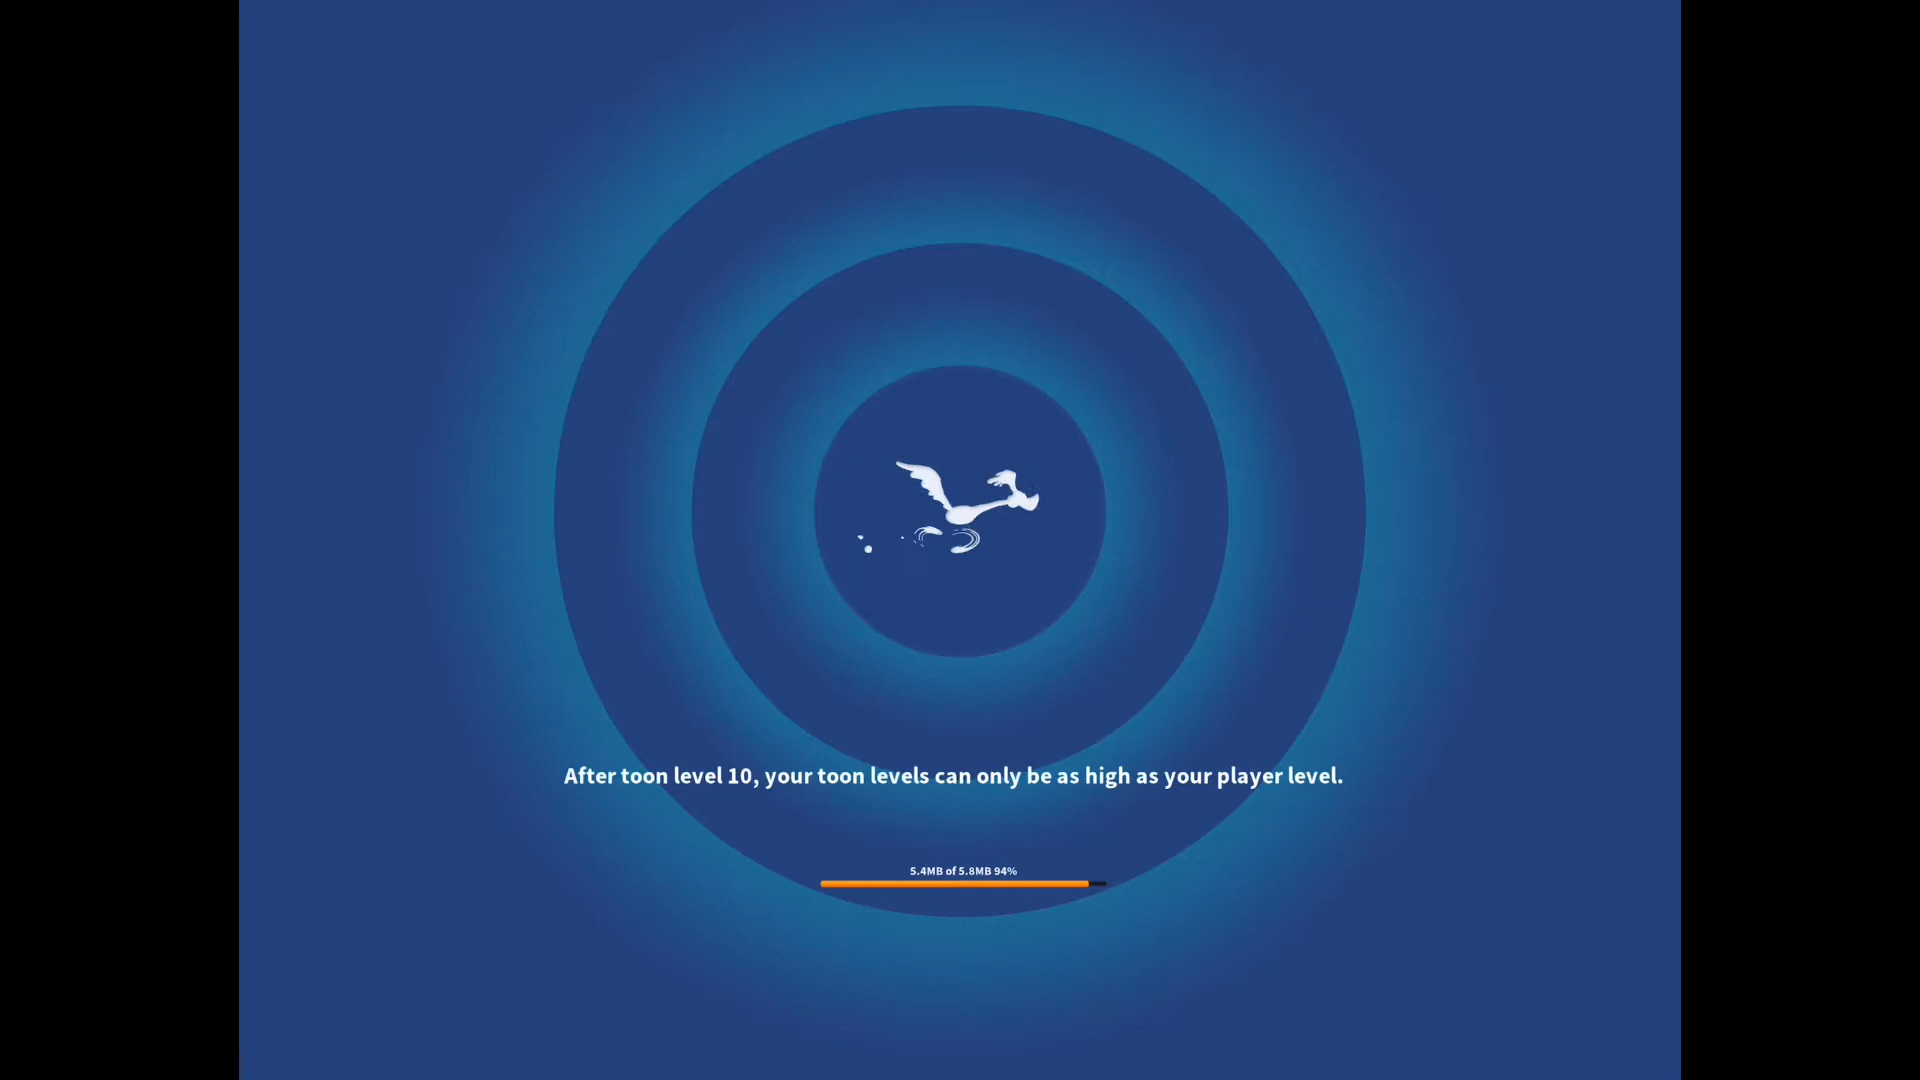 After toon level 10, your toon levels can only be as high as your player level.
5.4MB of 5.8MB 94%